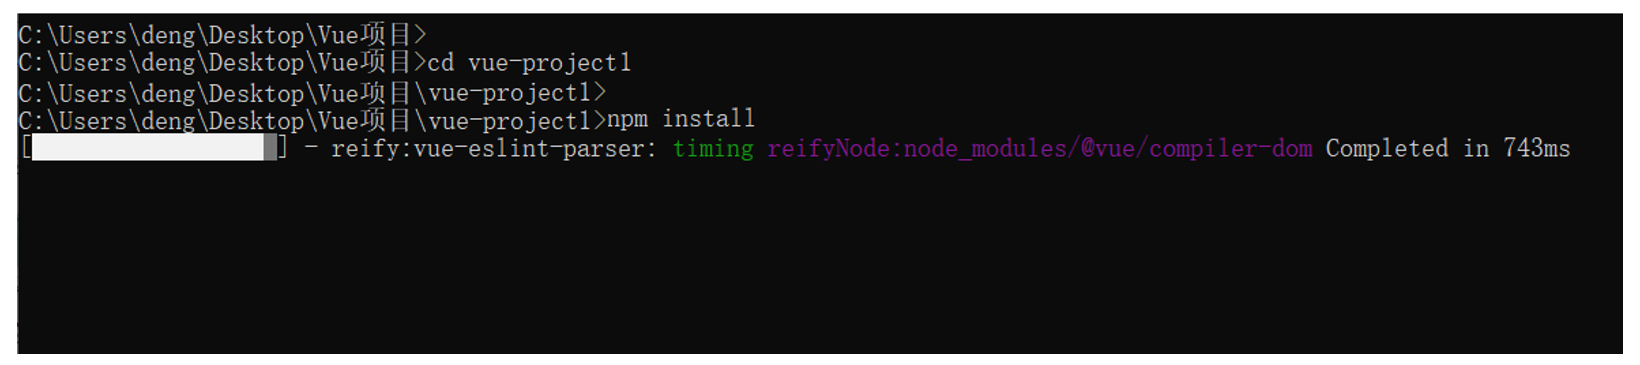 C:\Users\deng\Desktop\Vue项目>
C:\Users\deng\Desktop\Vue项目>cd vue-project1
C:\Users\deng\Desktop\Vue项目\vue-project1>
C:\Users\deng\Desktop\Vue项目\vue-project1>npm install
[                  ] - reify:vue-eslint-parser: timing reifyNode:node_modules/@vue/compiler-dom Completed in 743ms